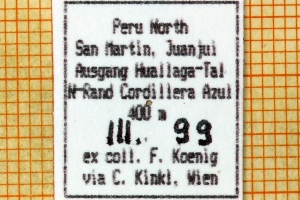 Peru North
San Martin, Juanjui
Ausgang Huallaga-Tal
N-Rand Cordillera Azul
400 m
III. 99
ex coll. F. Koenig
via C. Kinkl, Wien